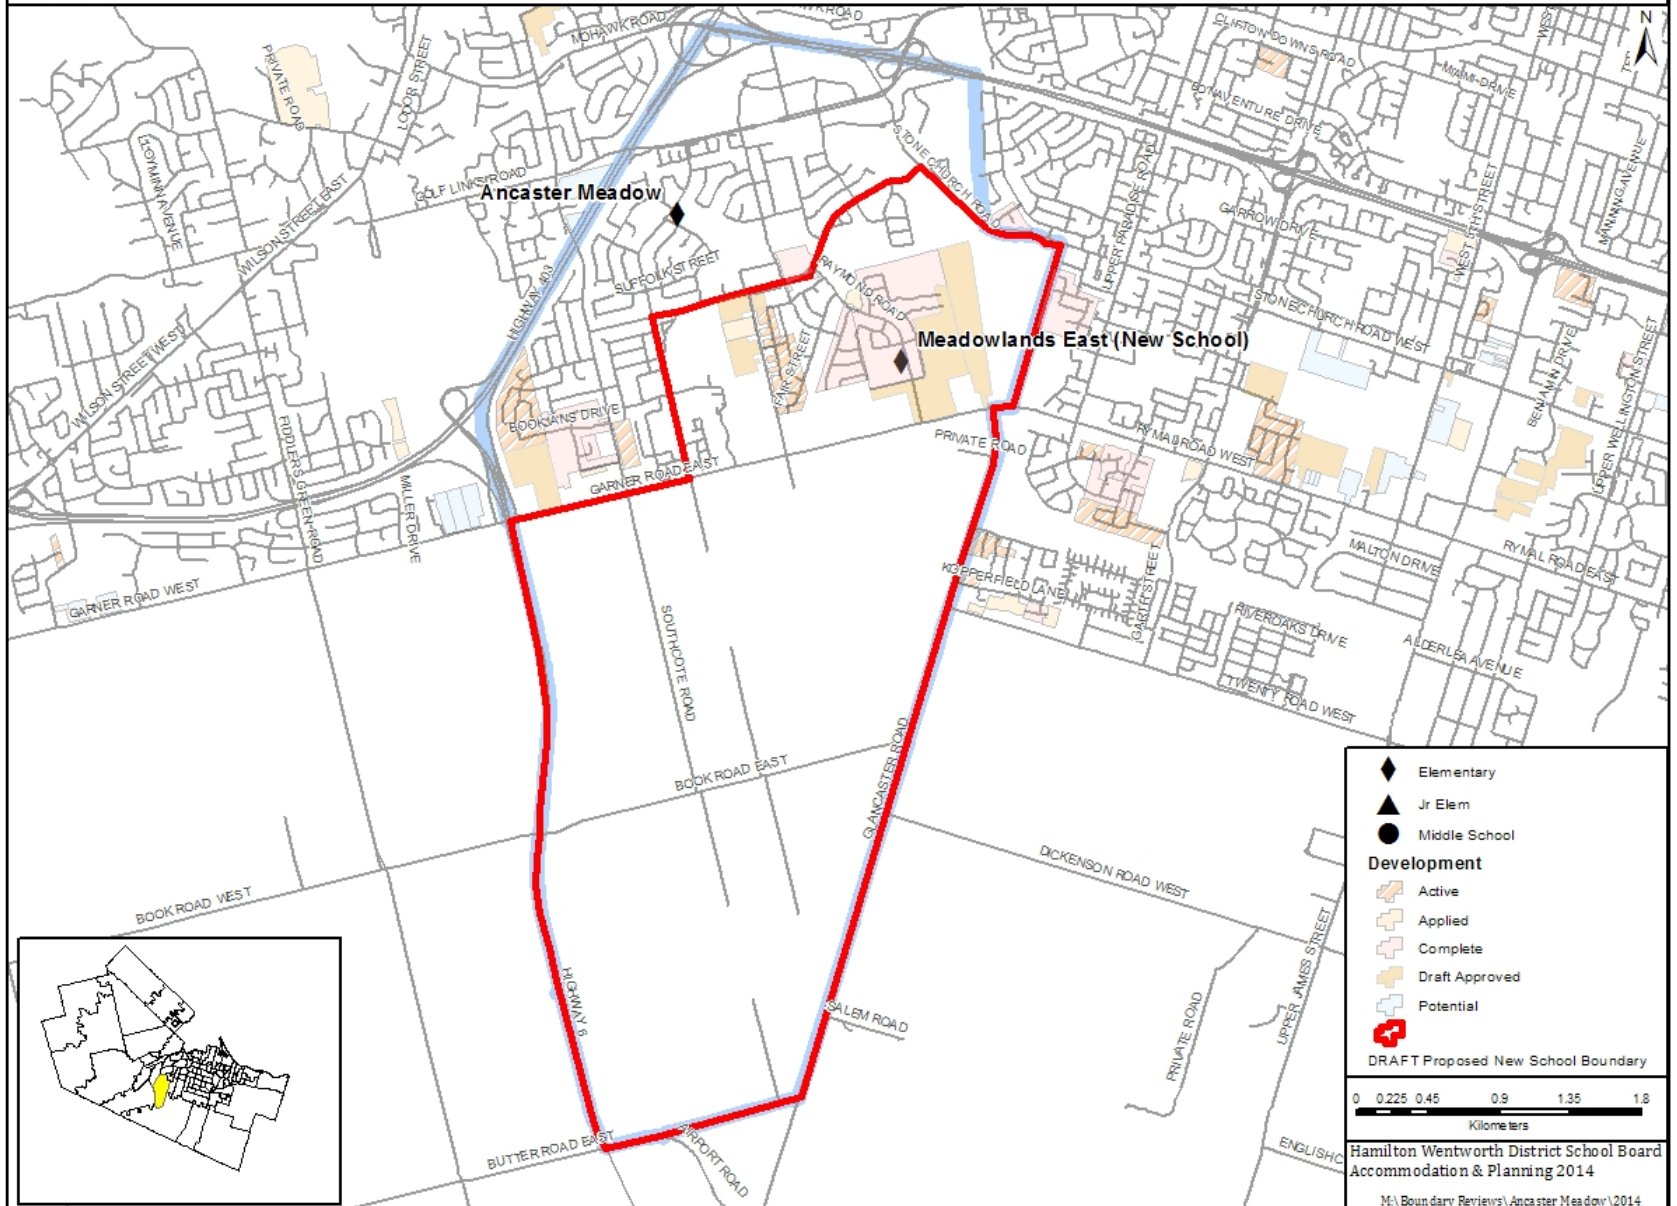 MOHAWK ROAD
WK ROAD
CLIFTON DOWNS ROAD
N
PRIVATE ROAD
LOOR STREET
MIAMI DRIVE
BONAVENTURE DRIVE
STONECHURCH ROAD
GOLF LINKS ROAD
Ancaster Meadow
WILSON STREET EAST
UPPER PARADISE ROAD
GARROW DRIVE
WEST 5TH STREET
MANNING AVENUE
HIGHWAY 403
SUFFOLK STREET
RAYMOND ROAD
STONECHURCH ROAD WEST
Meadowlands East (New School)
WILSON STREET WEST
FAIR STREET
BENJAMIN DRIVE
UPPER WELLINGTON STREET
BOOKJANS DRIVE
FIDDLERS GREEN ROAD
PRIVATE ROAD
RYMAL ROAD WEST
GARNER ROAD EAST
MILLER DRIVE
MALTON DRIVE
RYMAL ROAD EAST
KOPPERFIELD LANE
GARTH STREET
GARNER ROAD WEST
SOUTHCOTE ROAD
RIVEROAKS DRIVE
ALDERLEA AVENUE
TWENTY ROAD WEST
BOOK ROAD EAST
GLANCASTER ROAD
DICKENSON ROAD WEST
BOOK ROAD WEST
UPPER JAMES STREET
HIGHWAY 6
SALEM ROAD
PRIVATE ROAD
BUTTER ROAD EAST
AIRPORT ROAD
ENGLISHC
Elementary
Jr Elem
Middle School
Development
Active
Applied
Complete
Draft Approved
Potential
DRAFT Proposed New School Boundary
0 0.225 0.45 0.9 1.35 1.8
Kilometers
Hamilton Wentworth District School Board
Accommodation & Planning 2014
M:\Boundary Reviews\Ancaster Meadow\2014